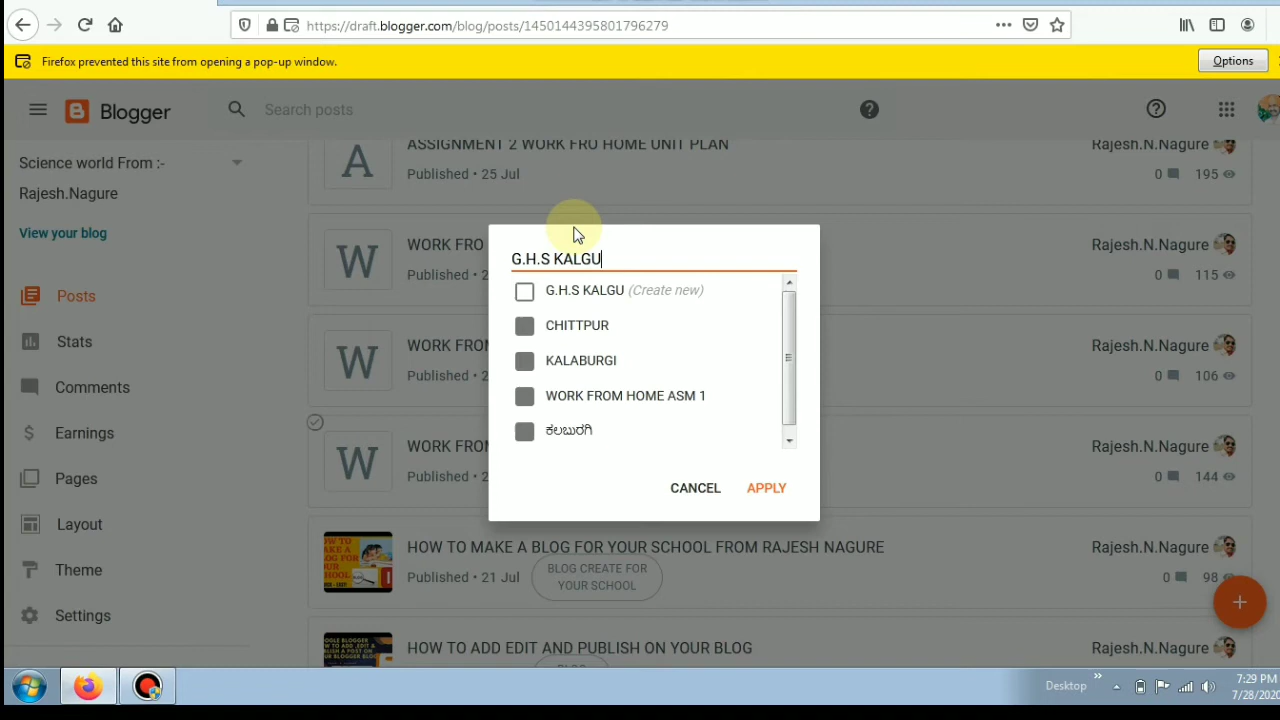 https://draft.blogger.com/blog/posts/1450144395801796279
Firefox prevented this site from opening a pop-up window.
Options
Blogger
Search posts
Science world From :-
Rajesh.Nagure
View your blog
Posts
Stats
Comments
Earnings
Pages
Layout
Theme
Settings
ASSIGNMENT 2 WORK FRO HOME UNIT PLAN
Rajesh.N.Nagure
Published • 25 Jul
0 195
W
WORK FRO
Rajesh.N.Nagure
Published • 2
0 115
W
WORK FROM
Rajesh.N.Nagure
Published • 2
0 106
W
WORK FROM
Rajesh.N.Nagure
Published • 2
0 144
HOW TO MAKE A BLOG FOR YOUR SCHOOL FROM RAJESH NAGURE
Rajesh.N.Nagure
Published • 21 Jul
BLOG CREATE FOR
YOUR SCHOOL
0 98
HOW TO ADD EDIT AND PUBLISH ON YOUR BLOG
Rajesh.N.Nagure
A
G.H.S KALGU
G.H.S KALGU (Create new)
CHITTPUR
KALABURGI
WORK FROM HOME ASM 1
ಕಲಬುರಗಿ
CANCEL APPLY
Desktop
7:29 PM
7/28/2020